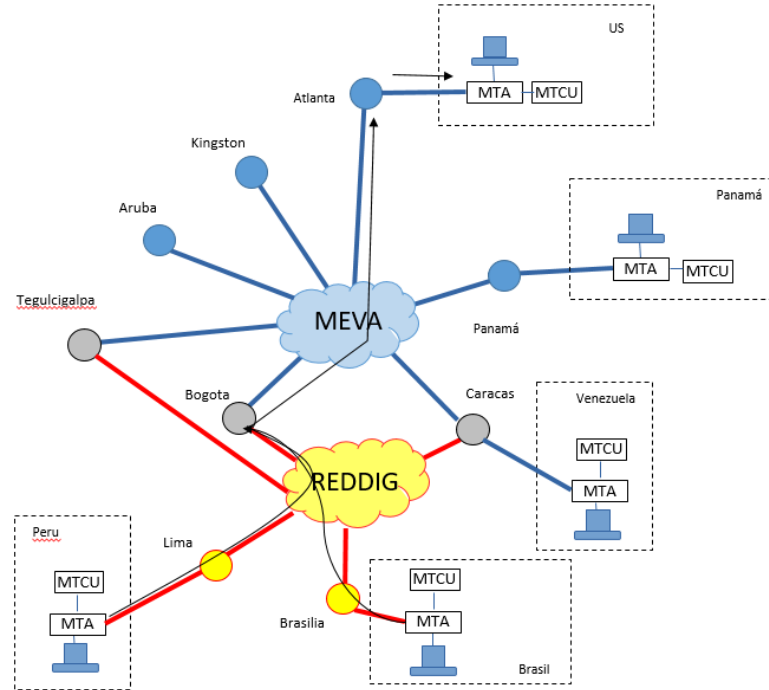 US
Atlanta
MTA
MTCU
Kingston
Panamá
Aruba
MTA
MTCU
Tegulcigalpa
MEVA
Panamá
Bogota
Caracas
Venezuela
MTCU
REDDIG
MTA
Peru
Lima
MTCU
MTCU
MTA
MTA
Brasilia
Brasil